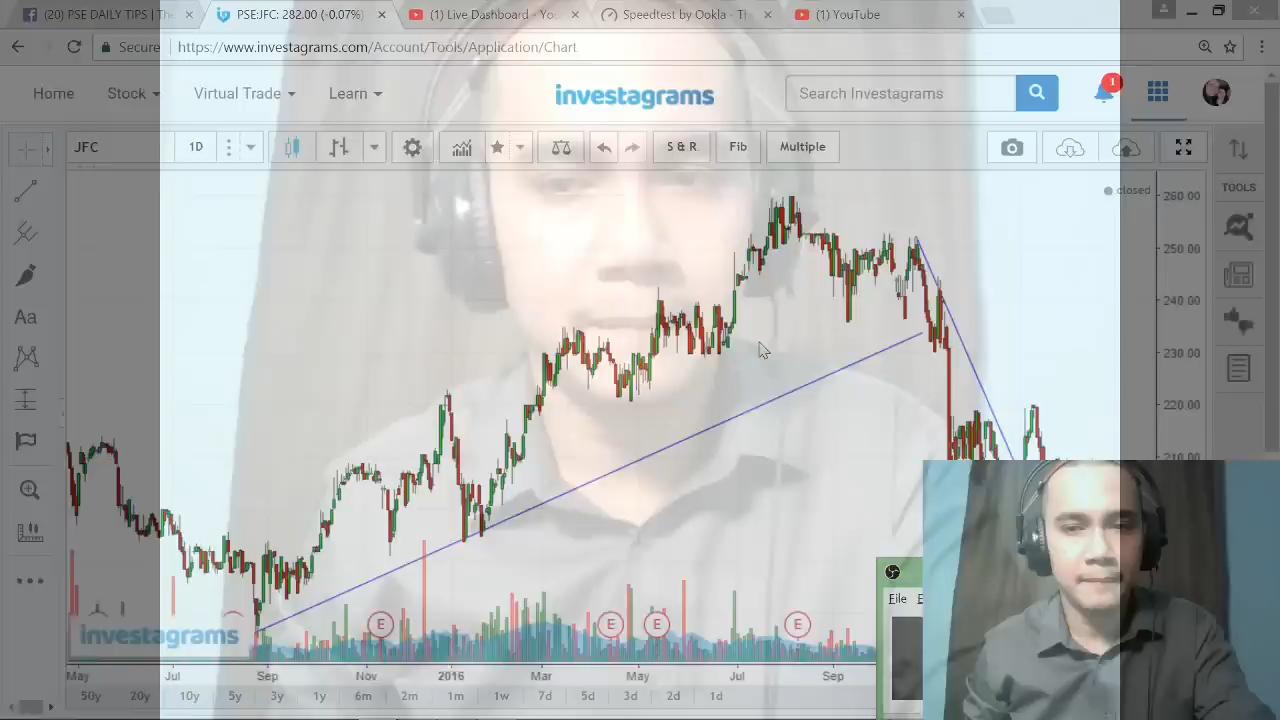 (20) PSE DAILY TIPS | The
PSE:JFC: 282.00 (-0.07%)
(1) Live Dashboard - You
Speedtest by Ookla - Th
(1) YouTube
Secure
https://www.investagrams.com/Account/Tools/Application/Chart
Home
Stock
Virtual Trade
Learn
investagrams
Search Investagrams
1
JFC
1D
S & R
Fib
Multiple
closed
TOOLS
Aa
260.00
250.00
240.00
230.00
220.00
210.00
File
E
E
E
E
investagrams
May
Jul
Sep
Nov
2016
Mar
May
Jul
Sep
50y
20y
10y
5y
3y
1y
6m
2m
1m
1w
7d
5d
3d
2d
1d